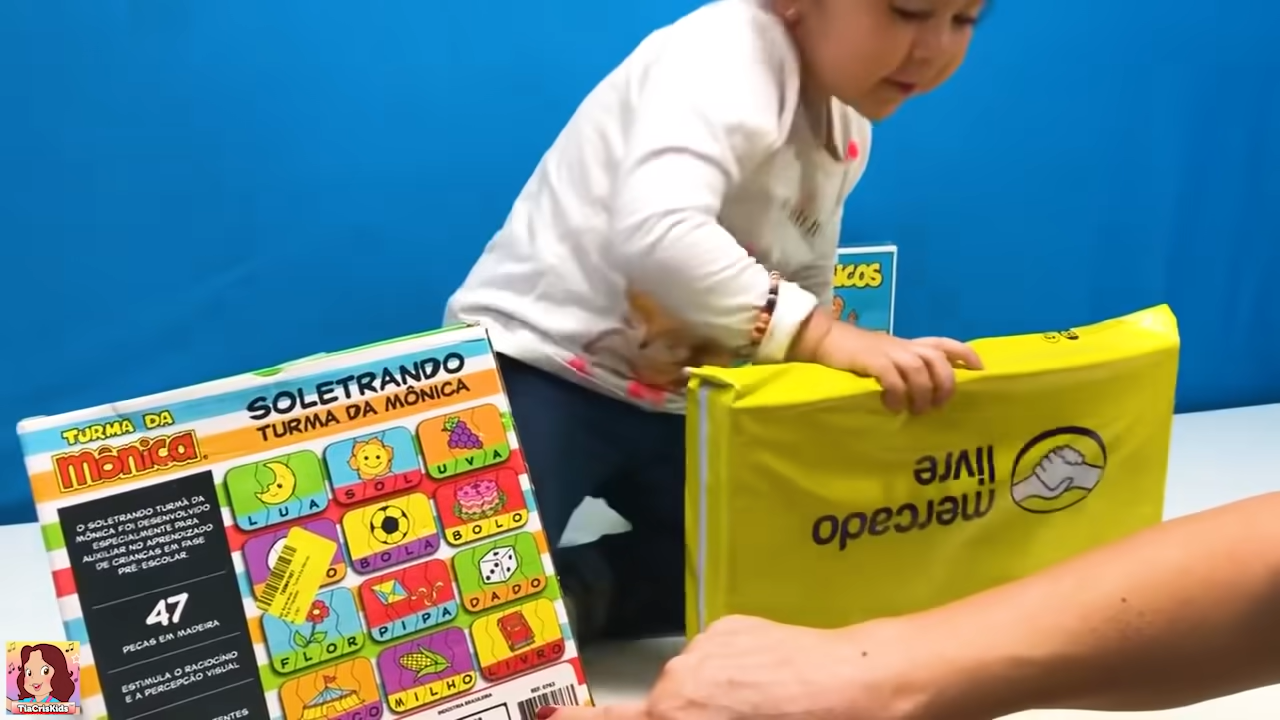 SOLETRANDO
TURMA DA MÔNICA
TURMA DA
MÔNICA
O SOLETRANDO TURMA DA
MÔNICA FOI DESENVOLVIDO
ESPECIALMENTE PARA
AUXILIAR NO APRENDIZADO
DE CRIANÇAS EM FASE
PRÉ-ESCOLAR.
47
PEÇAS EM MADEIRA
ESTIMULA O RACIOCÍNIO
E A PERCEPÇÃO VISUAL
LUA
SOL
UVA
BOLA
BOLO
FLOR
PIPA
DADO
MILHO
LIVRO
INDÚSTRIA BRASILEIRA
mercado
livre
TiaCrisKids